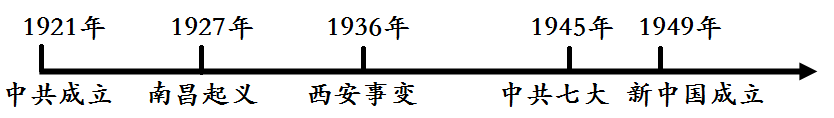 1921年 1927年 1936年 1945年 1949年
中共成立 南昌起义 西安事变 中共七大 新中国成立